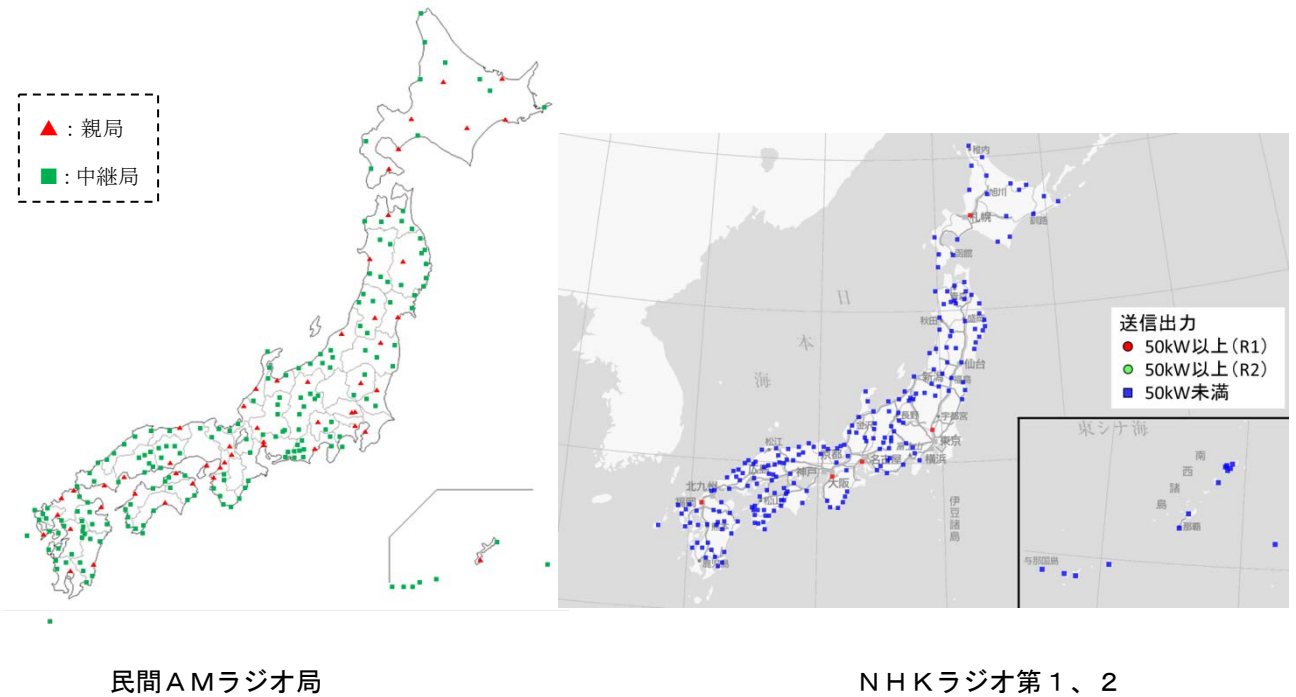 ▲：親局
■：中継局
稚内
旭川
札幌
釧路
函館
日
本
海
秋田
盛岡
仙台
新潟
福島
長野
宇都宮
金沢
東京
横浜
名古屋
松江
京都
神戸
大阪
広島
北九州
福岡
松山
鹿児島
伊豆諸島
送信出力
● 50kW以上(R1)
● 50kW以上(R2)
■ 50kW未満
東シナ海
南西諸島
那覇
与那国島
民間ＡＭラジオ局
ＮＨＫラジオ第１、２